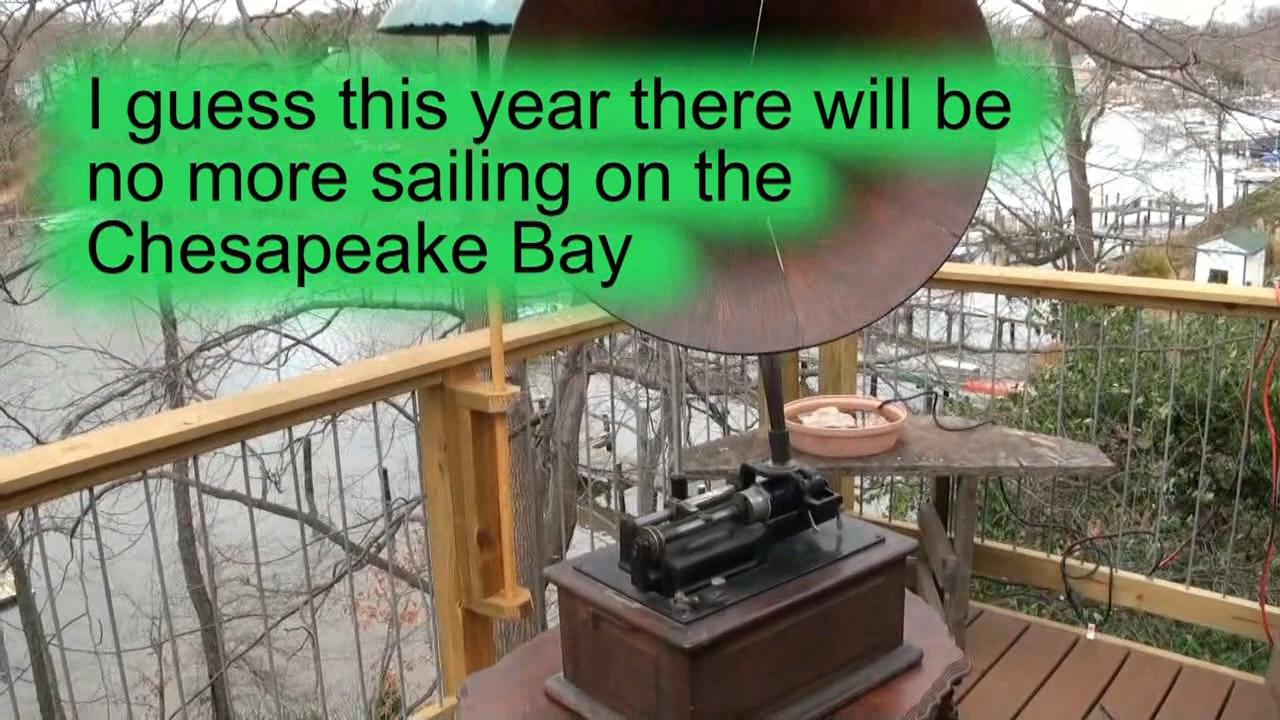 I guess this year there will be
no more sailing on the
Chesapeake Bay